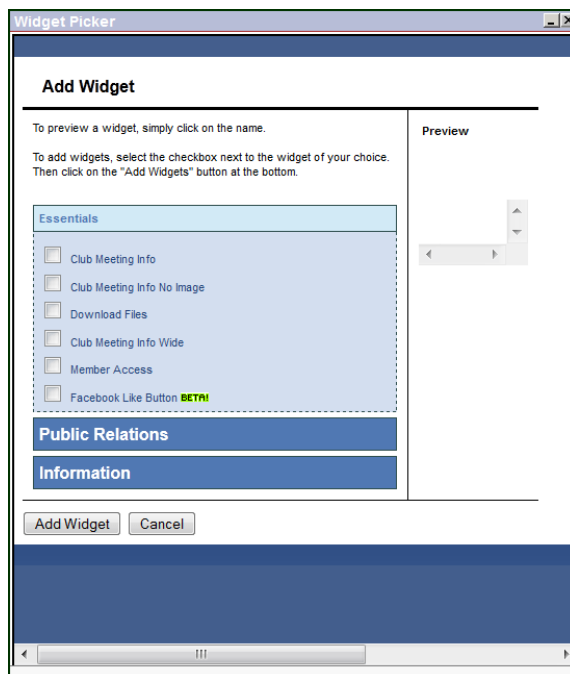 Widget Picker
Add Widget
To preview a widget, simply click on the name.
To add widgets, select the checkbox next to the widget of your choice.
Then click on the "Add Widgets" button at the bottom.
Essentials
Club Meeting Info
Club Meeting Info No Image
Download Files
Club Meeting Info Wide
Member Access
Facebook Like Button BETA!
Public Relations
Information
Preview
Add Widget
Cancel